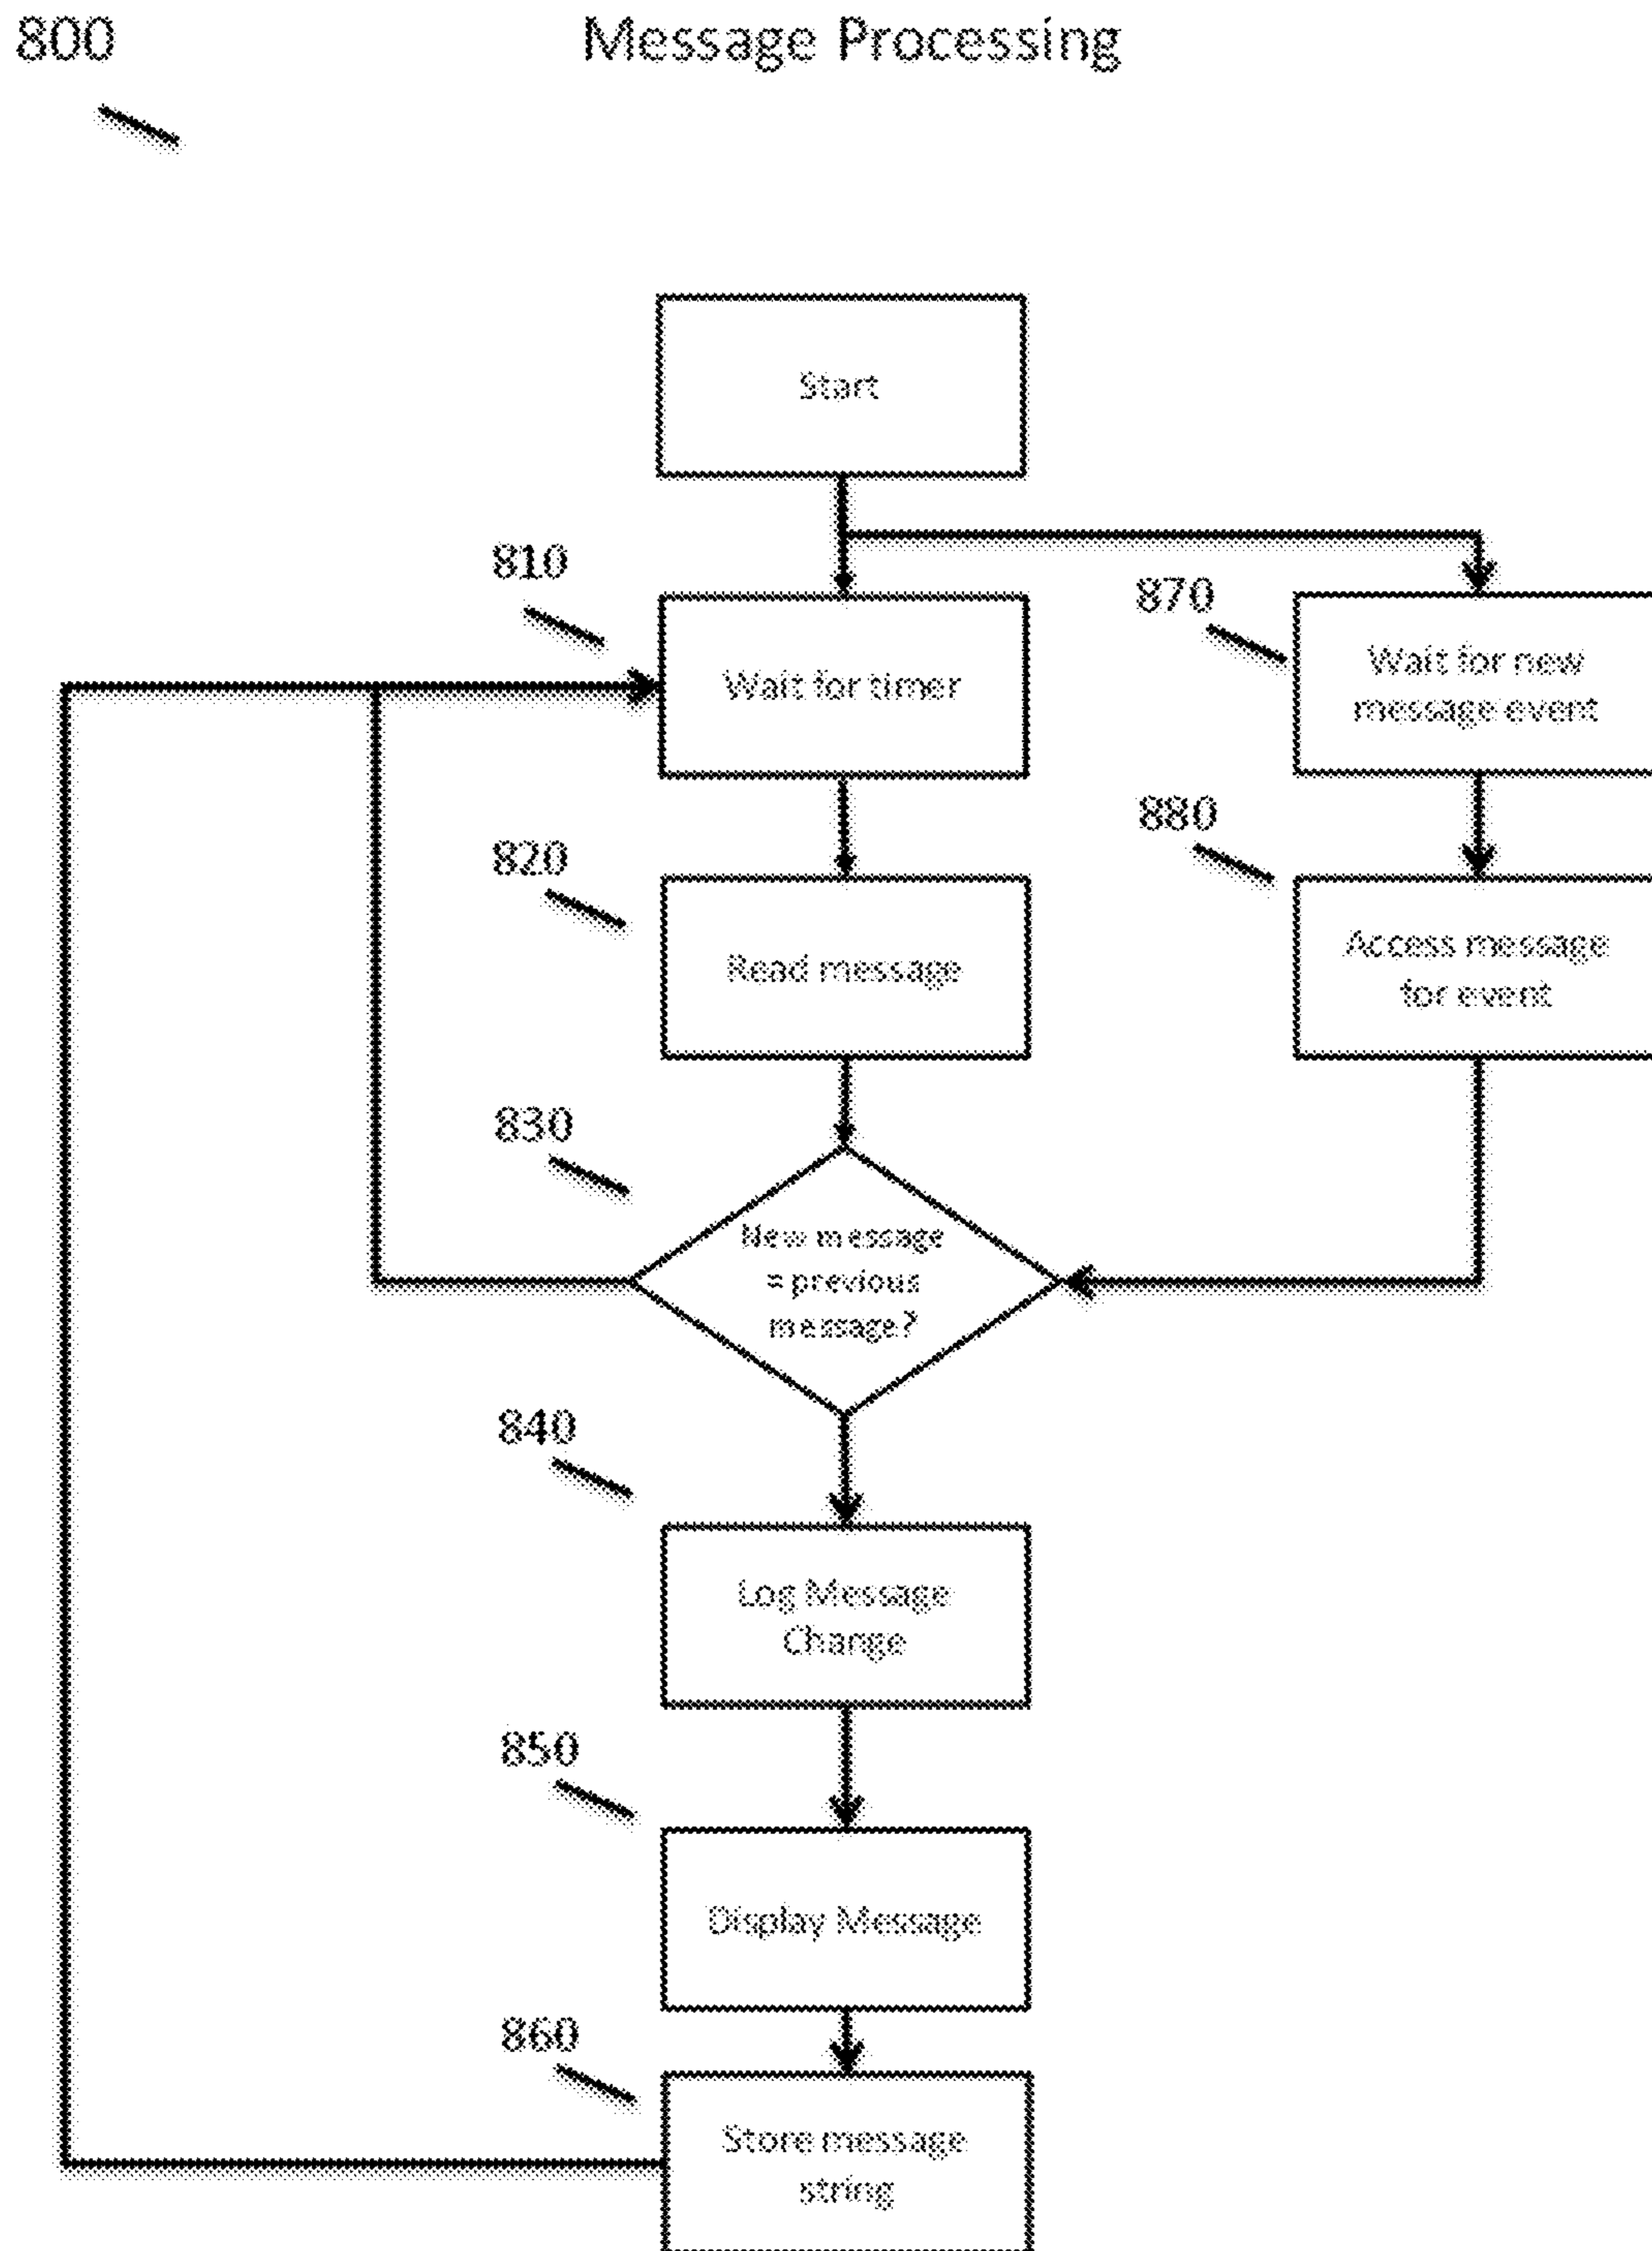 800
Message Processing
Start
810
Wait for timer
870
Wait for new
message event
820
Read message
880
Access message
for event
830
New message
= previous
message?
840
Log Message
Change
850
Display Message
860
Store message
string